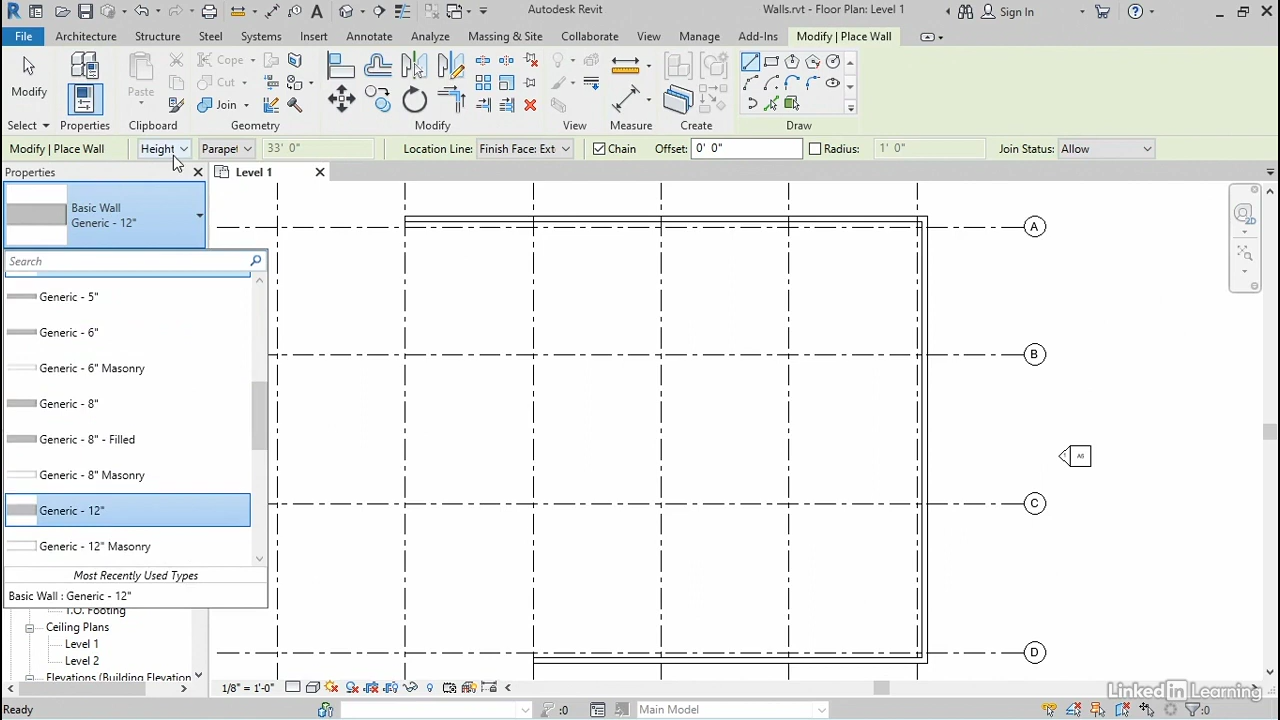 Autodesk Revit
Walls.rvt - Floor Plan: Level 1
Sign In
File Architecture Structure Steel Systems Insert Annotate Analyze Massing & Site Collaborate View Manage Add-Ins Modify | Place Wall
Modify
Paste
Cope
Cut
Join
Select Properties Clipboard Geometry Modify View Measure Create Draw
Modify | Place Wall Height Parapet 33' 0" Location Line: Finish Face: Ext Chain Offset: 0' 0" Radius: 1' 0" Join Status: Allow
Properties
Level 1
Basic Wall
Generic - 12"
Search
Generic - 5"
Generic - 6"
Generic - 6" Masonry
Generic - 8"
Generic - 8" - Filled
Generic - 8" Masonry
Generic - 12"
Generic - 12" Masonry
Most Recently Used Types
Basic Wall : Generic - 12"
T.O. Footing
Ceiling Plans
Level 1
Level 2
Elevations (Building Elevation
A
B
A6
C
D
2D
1/8" = 1'-0"
Ready
:0
Main Model
:0
Linked in Learning